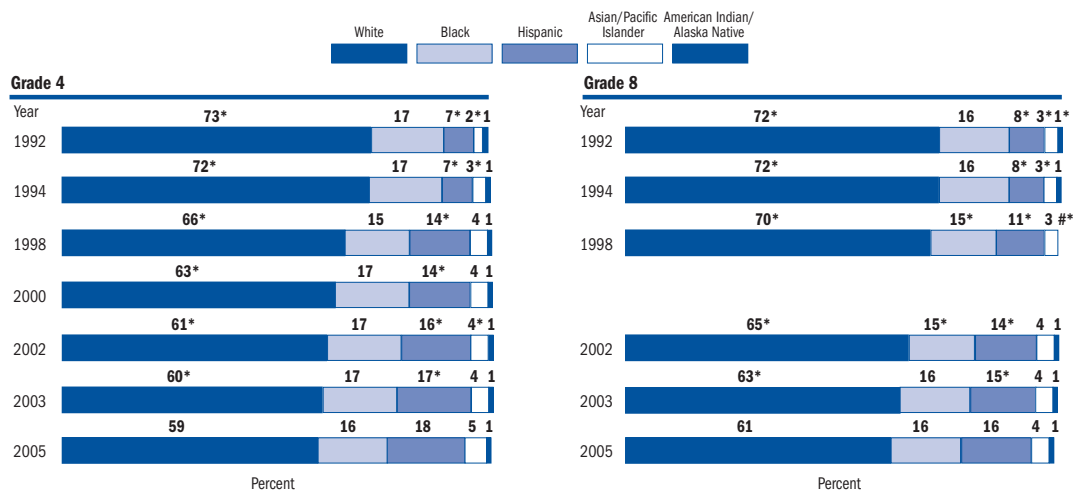 White Black Hispanic Asian/Pacific Islander American Indian/ Alaska Native
Grade 4
Year
73* 17 7* 2* 1
1992
72* 17 7* 3* 1
1994
66* 15 14* 4 1
1998
63* 17 14* 4 1
2000
61* 17 16* 4* 1
2002
60* 17 17* 4 1
2003
59 16 18 5 1
2005
Percent
Grade 8
Year
72* 16 8* 3* 1*
1992
72* 16 8* 3* 1
1994
70* 15* 11* 3 #*
1998
65* 15* 14* 4 1
2002
63* 16 15* 4 1
2003
61 16 16 4 1
2005
Percent